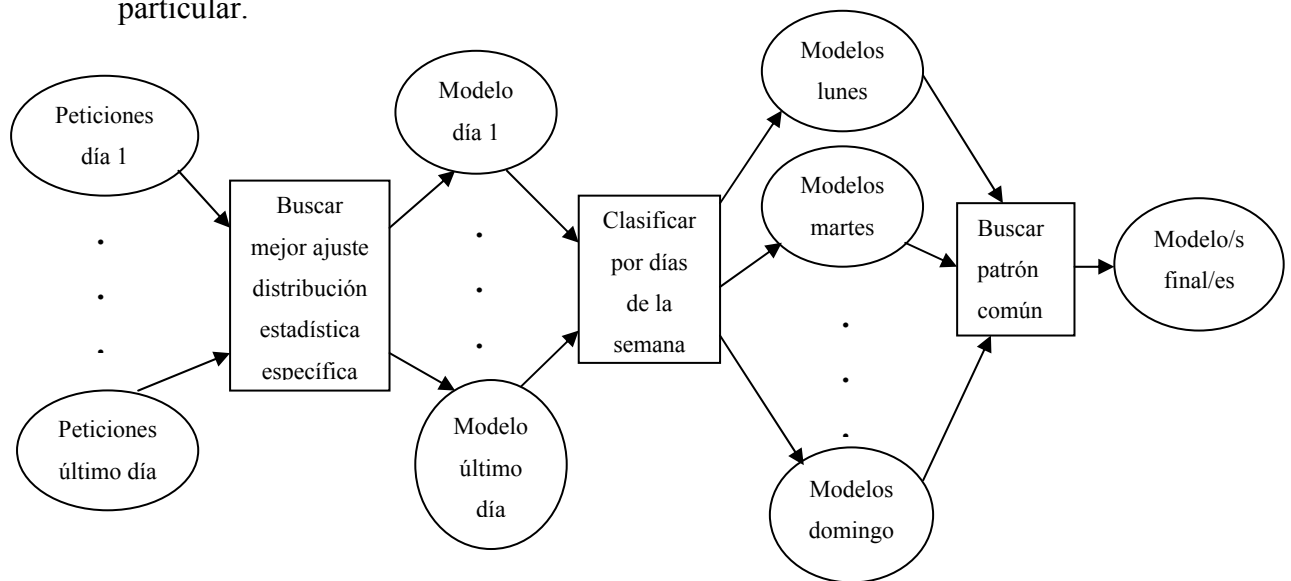 particular.
Peticiones
día 1
Peticiones
último día
Buscar
mejor ajuste
distribución
estadística
específica
Modelo
día 1
Modelo
último
día
Clasificar
por días
de la
semana
Modelos
lunes
Modelos
martes
Modelos
domingo
Buscar
patrón
común
Modelo/s
final/es